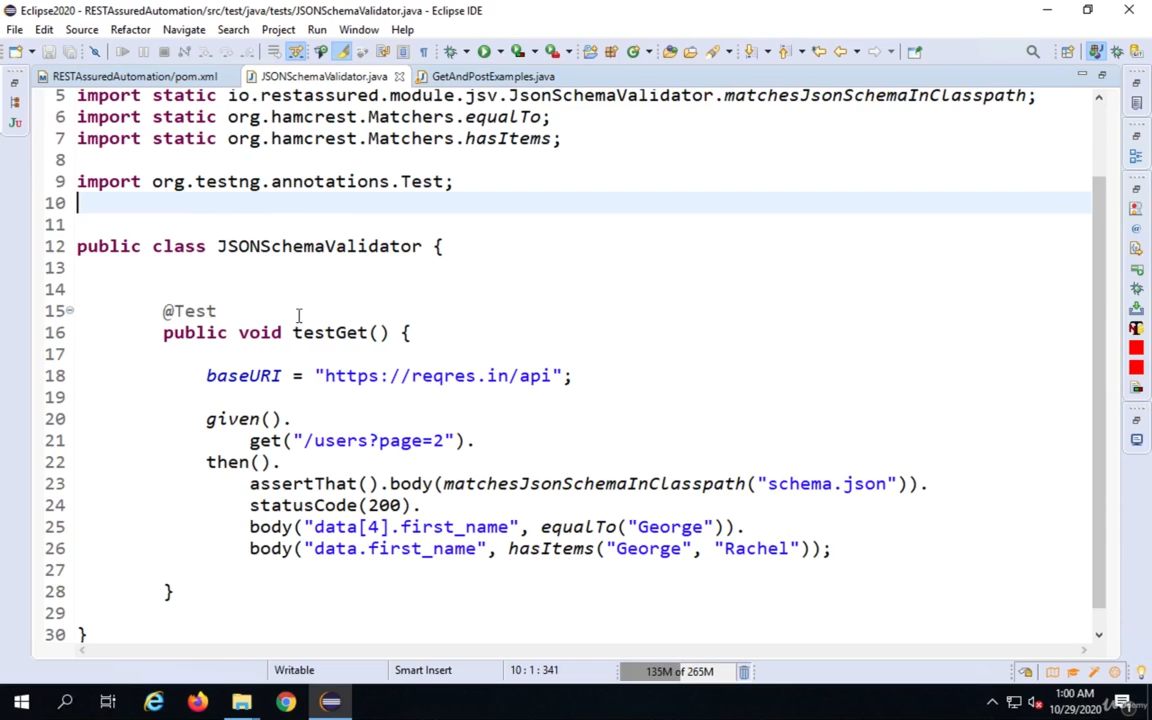 Eclipse2020 - RESTAssuredAutomation/src/test/java/tests/JSONSchemaValidator.java - Eclipse IDE
File Edit Source Refactor Navigate Search Project Run Window Help
RESTAssuredAutomation/pom.xml JSONSchemaValidator.java GetAndPostExamples.java
5 import static io.restassured.module.jsv.JsonSchemaValidator.matchesJsonSchemaInClasspath;
6 import static org.hamcrest.Matchers.equalTo;
7 import static org.hamcrest.Matchers.hasItems;
8
9 import org.testng.annotations.Test;
10
11
12 public class JSONSchemaValidator {
13
14
15 @Test
16 public void testGet() {
17
18 baseURI = "https://reqres.in/api";
19
20 given().
21 get("/users?page=2").
22 then().
23 assertThat().body(matchesJsonSchemaInClasspath("schema.json")).
24 statusCode(200).
25 body("data[4].first_name", equalTo("George")).
26 body("data.first_name", hasItems("George", "Rachel"));
27
28 }
29
30 }
Writable Smart Insert 10 : 1 : 341 135M of 265M
1:00 AM
10/29/2020